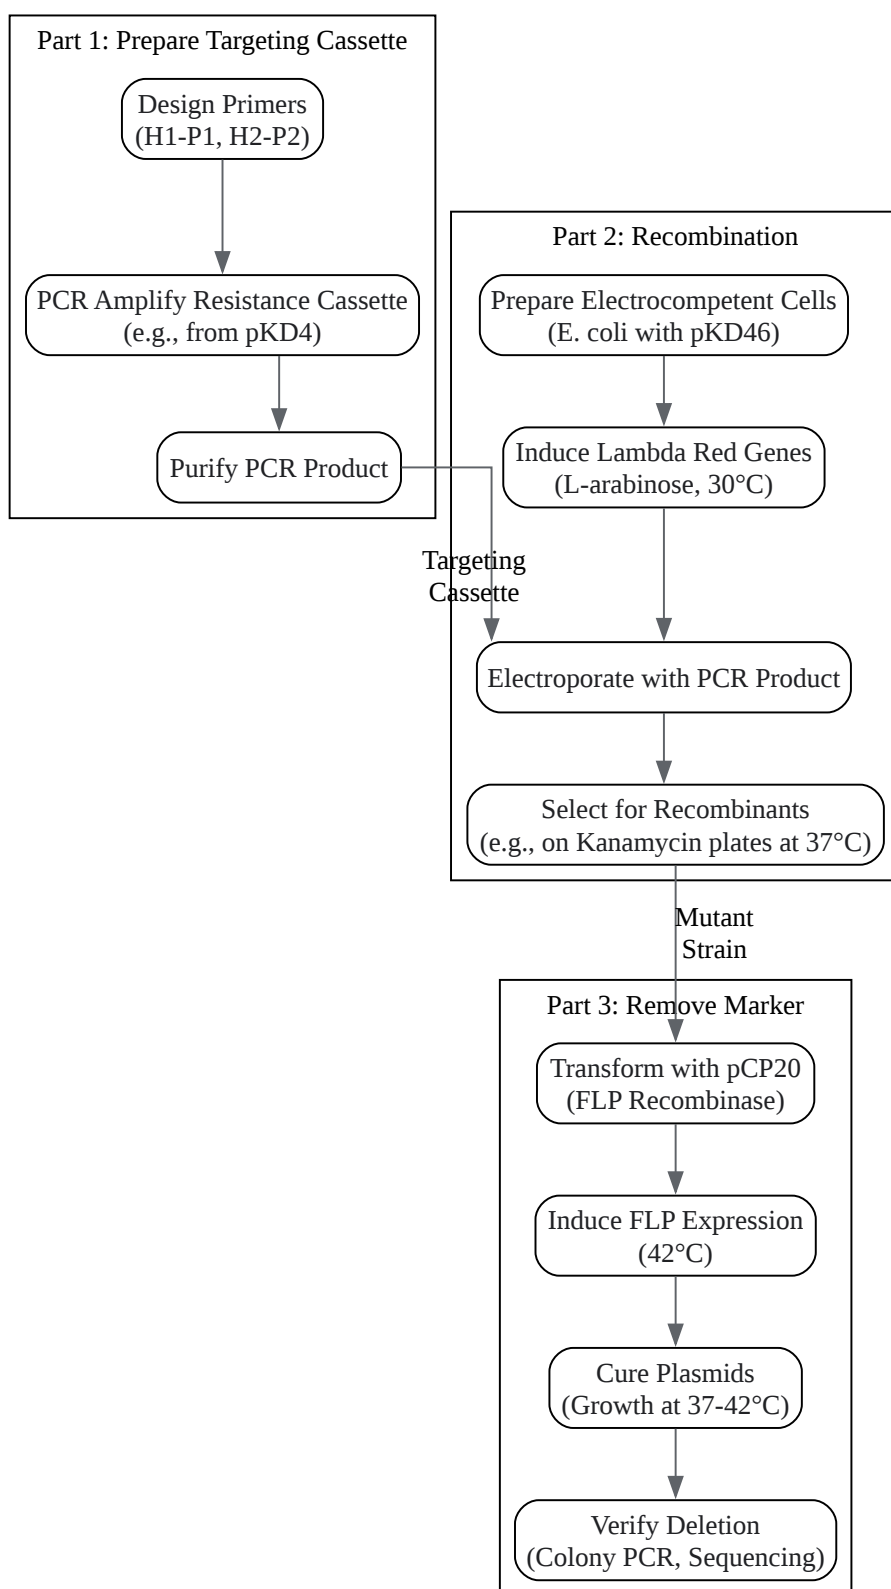 Part 1: Prepare Targeting Cassette
Design Primers
(H1-P1, H2-P2)
PCR Amplify Resistance Cassette
(e.g., from pKD4)
Purify PCR Product
Targeting
Cassette
Part 2: Recombination
Prepare Electrocompetent Cells
(E. coli with pKD46)
Induce Lambda Red Genes
(L-arabinose, 30°C)
Electroporate with PCR Product
Select for Recombinants
(e.g., on Kanamycin plates at 37°C)
Mutant
Strain
Part 3: Remove Marker
Transform with pCP20
(FLP Recombinase)
Induce FLP Expression
(42°C)
Cure Plasmids
(Growth at 37-42°C)
Verify Deletion
(Colony PCR, Sequencing)